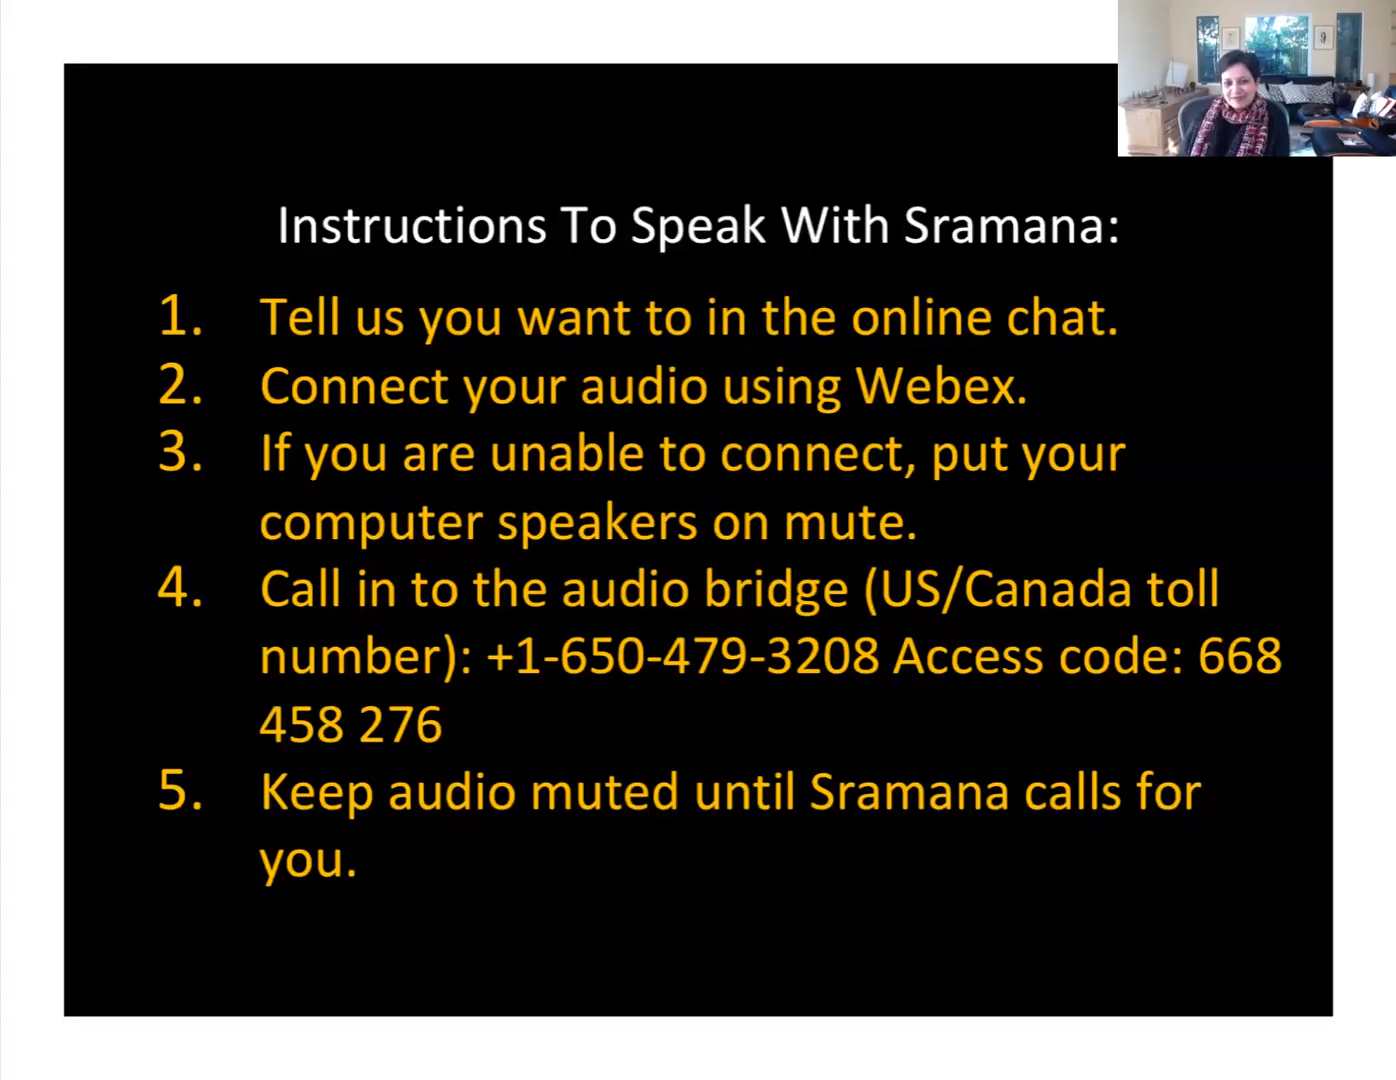 Instructions To Speak With Sramana:
1. Tell us you want to in the online chat.
2. Connect your audio using Webex.
3. If you are unable to connect, put your
computer speakers on mute.
4. Call in to the audio bridge (US/Canada toll
number): +1-650-479-3208 Access code: 668
458 276
5. Keep audio muted until Sramana calls for
you.